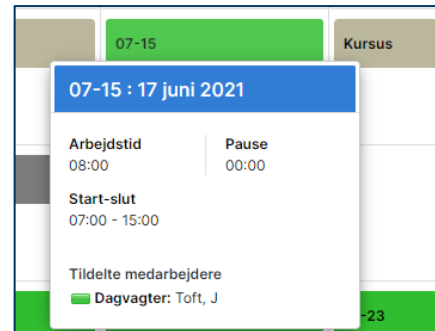 07-15
Kursus
07-15 : 17 juni 2021
Arbejdstid
Pause
08:00
00:00
Start-slut
07:00 - 15:00
Tildelte medarbejdere
Dagvagter: Toft, J
-23